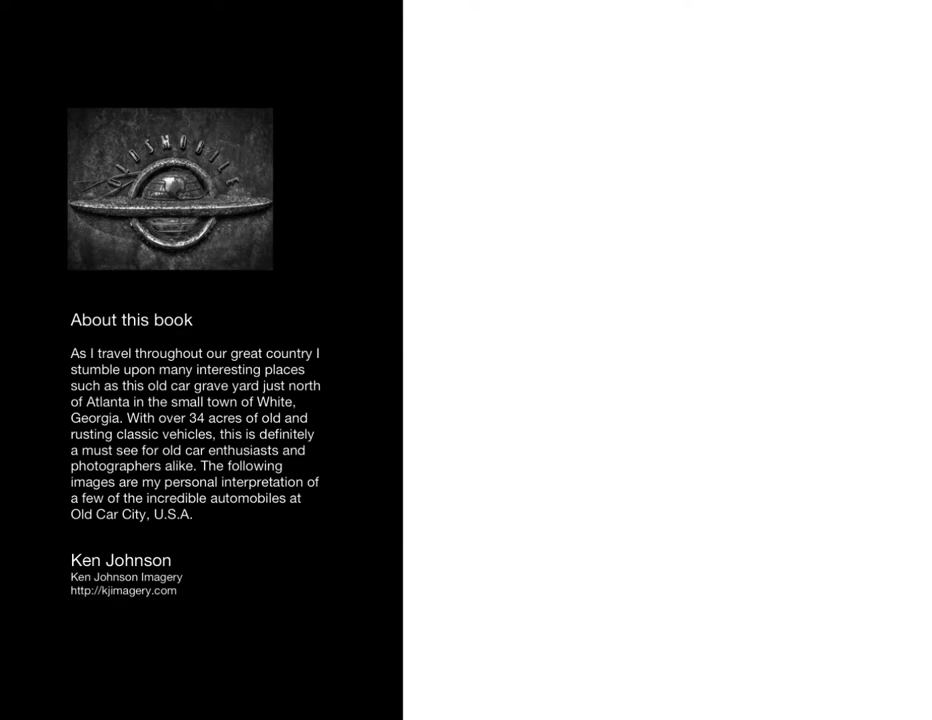 OLDSMOBILE
About this book
As I travel throughout our great country I
stumble upon many interesting places
such as this old car grave yard just north
of Atlanta in the small town of White,
Georgia. With over 34 acres of old and
rusting classic vehicles, this is definitely
a must see for old car enthusiasts and
photographers alike. The following
images are my personal interpretation of
a few of the incredible automobiles at
Old Car City, U.S.A.
Ken Johnson
Ken Johnson Imagery
http://kjimagery.com